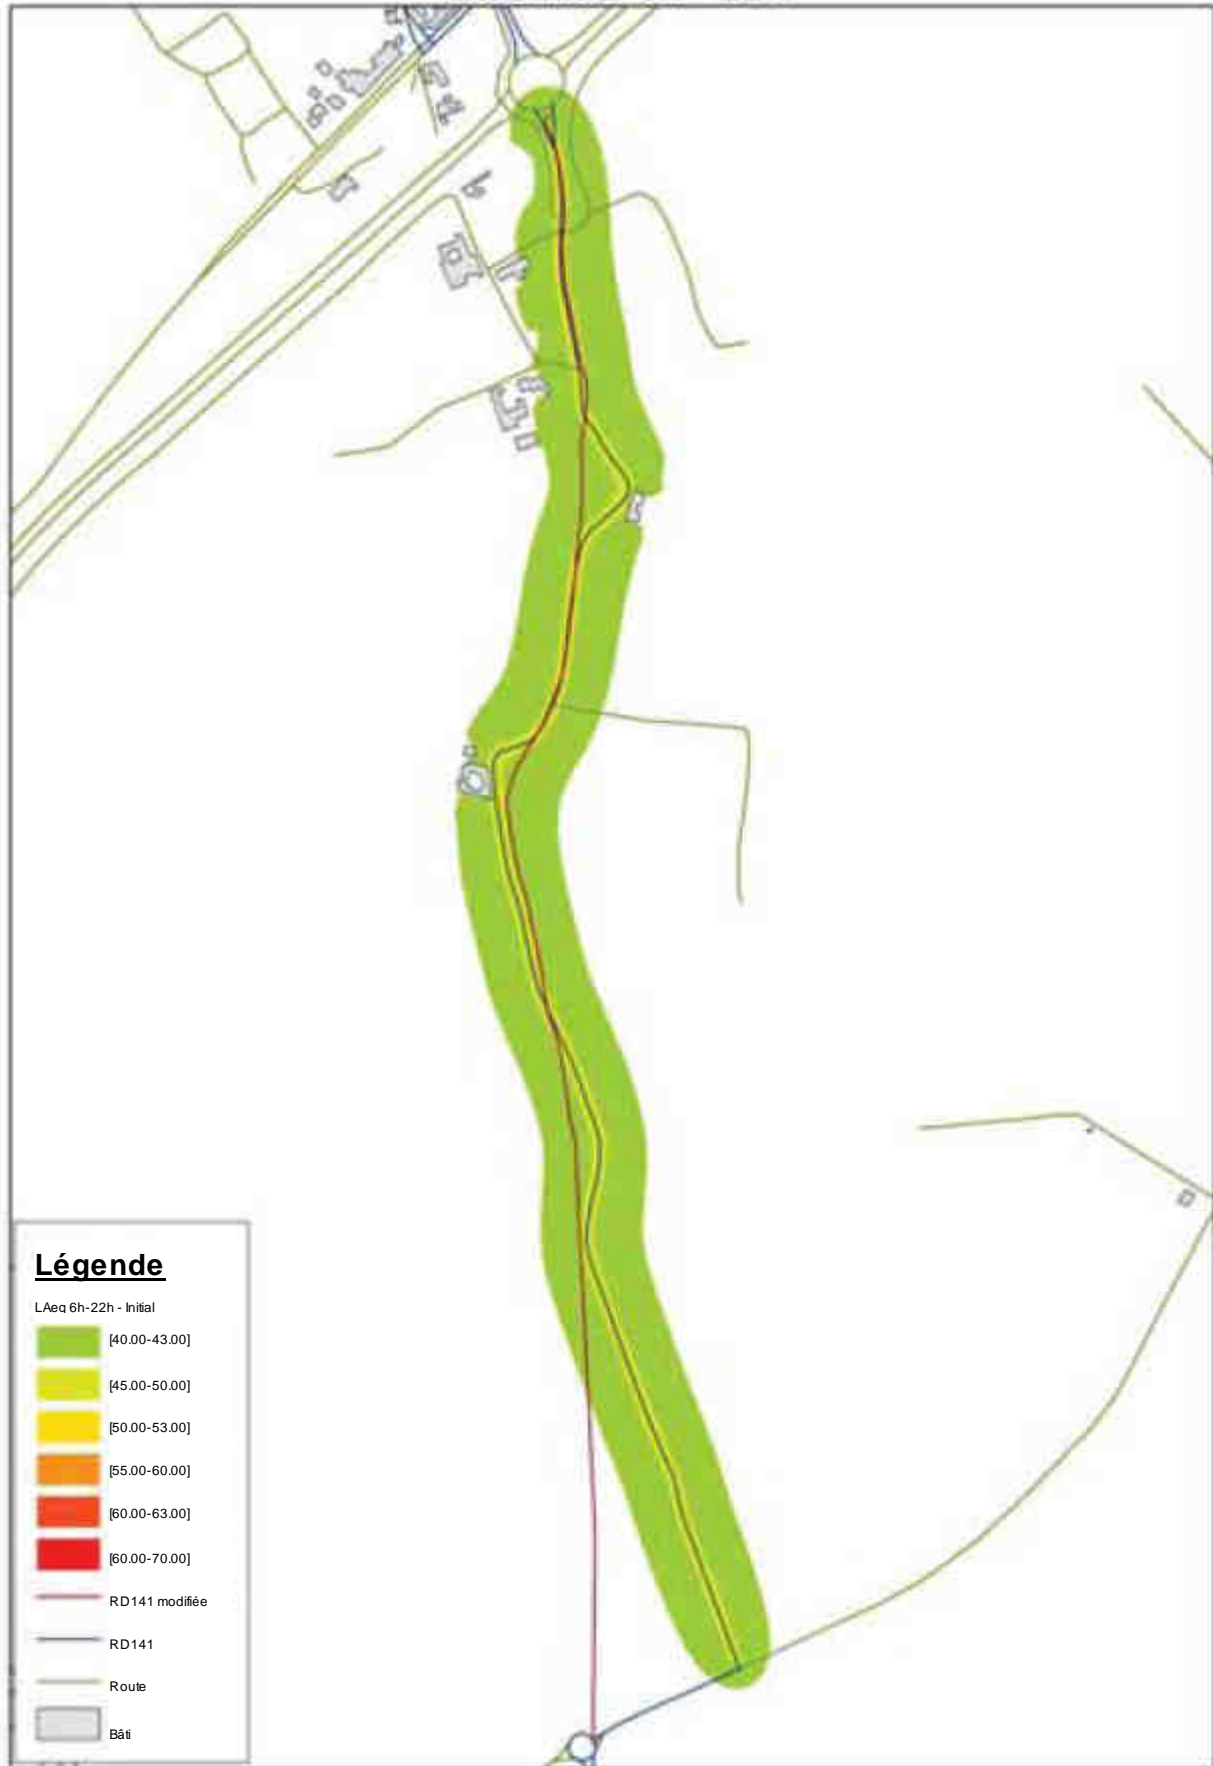 Légende
LAeq 6h-22h - Initial
[40.00-43.00]
[45.00-50.00]
[50.00-53.00]
[55.00-60.00]
[60.00-63.00]
[60.00-70.00]
RD141 modifiée
RD141
Route
Bâti